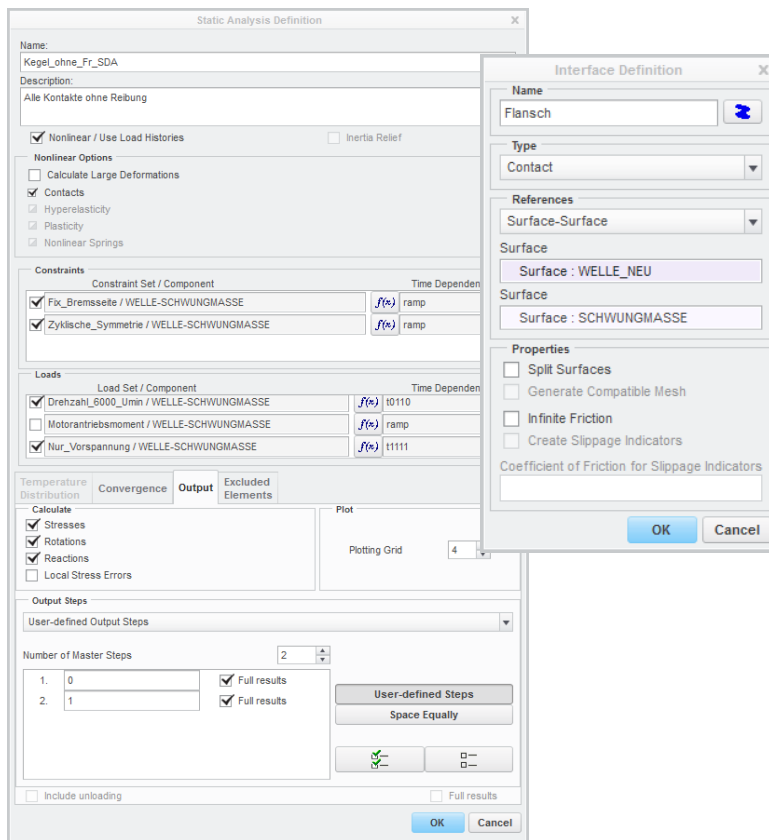 Static Analysis Definition
x
Name:
Kegel_ohne_Fr_SDA
Description:
Alle Kontakte ohne Reibung
Nonlinear / Use Load Histories
Inertia Relief
Nonlinear Options
Calculate Large Deformations
Contacts
Hyperelasticity
Plasticity
Nonlinear Springs
Constraints
Constraint Set / Component
Time Dependen
Fix_Bremsseite / WELLE-SCHWUNGMASSE f(x) ramp
Zyklische_Symmetrie / WELLE-SCHWUNGMASSE f(x) ramp
Loads
Load Set / Component
Time Dependen
Drehzahl_6000_Umin / WELLE-SCHWUNGMASSE f(x) t0110
Motorantriebsmoment / WELLE-SCHWUNGMASSE f(x) ramp
Nur_Vorspannung / WELLE-SCHWUNGMASSE f(x) t1111
Temperature Distribution
Convergence
Output
Excluded Elements
Calculate
Stresses
Rotations
Reactions
Local Stress Errors
Plot
Plotting Grid 4
Output Steps
User-defined Output Steps
Number of Master Steps 2
1. 0 Full results
2. 1 Full results
User-defined Steps
Space Equally
Include unloading
Full results
OK
Cancel
Interface Definition
x
Name
Flansch
Type
Contact
References
Surface-Surface
Surface
Surface : WELLE_NEU
Surface
Surface : SCHWUNGMASSE
Properties
Split Surfaces
Generate Compatible Mesh
Infinite Friction
Create Slippage Indicators
Coefficient of Friction for Slippage Indicators
OK
Cancel